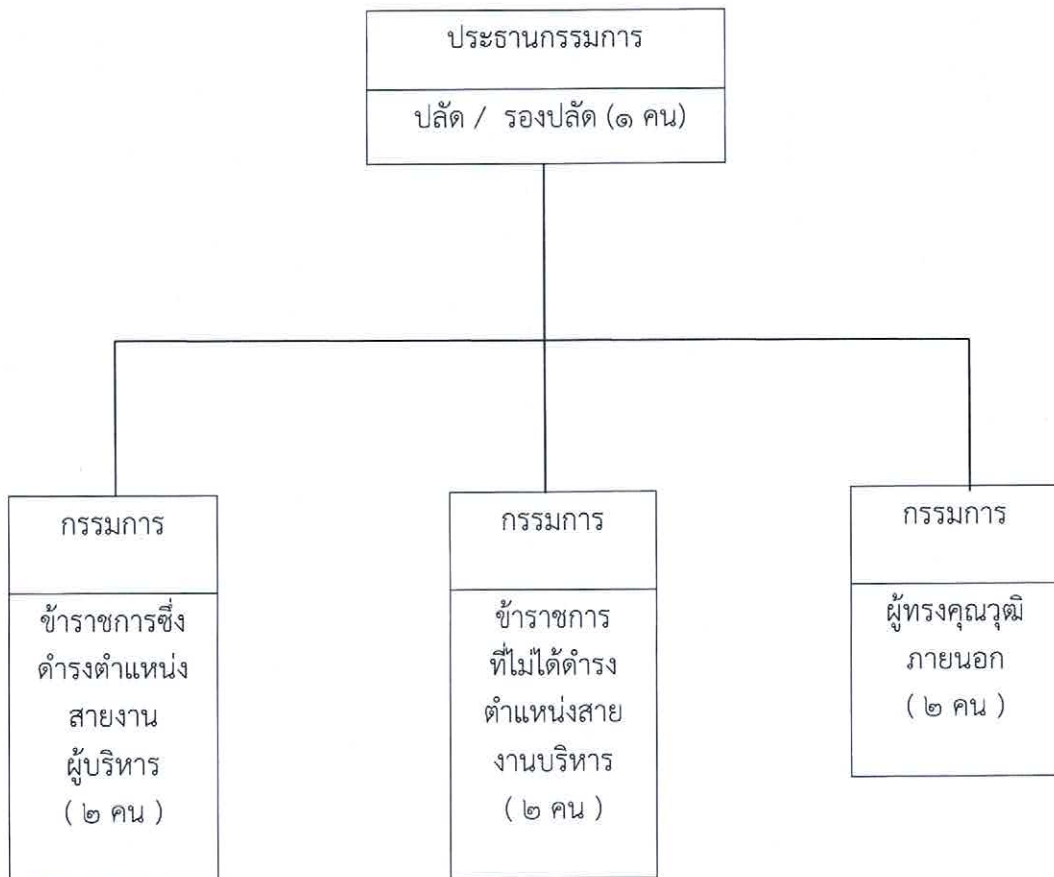 ประธานกรรมการ
ปลัด / รองปลัด (๑ คน)
กรรมการ
ข้าราชการซึ่ง
ดำรงตำแหน่ง
สายงาน
ผู้บริหาร
( ๒ คน )
กรรมการ
ข้าราชการ
ที่ไม่ได้ดำรง
ตำแหน่งสาย
งานบริหาร
( ๒ คน )
กรรมการ
ผู้ทรงคุณวุฒิ
ภายนอก
( ๒ คน )